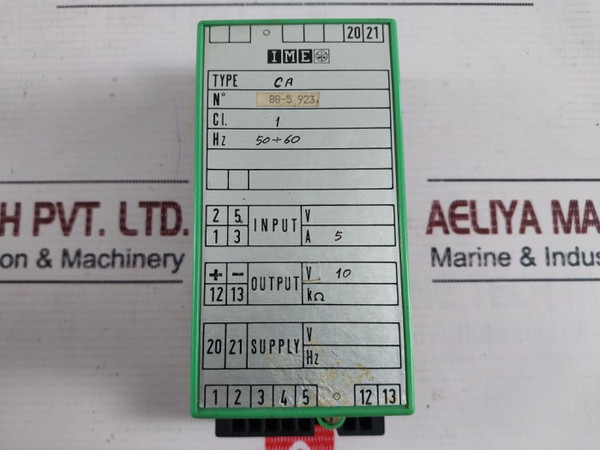 20 21
IME
TYPE CA
N° 88-5 923
Cl. 1
Hz 50÷60
2 5 INPUT V
1 3 A 5
+ - OUTPUT V 10
12 13 kΩ
20 21 SUPPLY V
Hz
1 2 3 4 5 12 13
H PVT. LTD.
on & Machinery
AELIYA MA
Marine & Indus